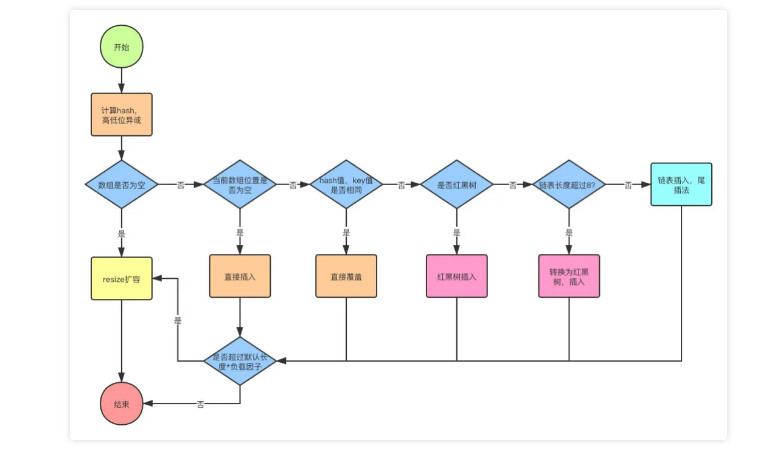 开始
计算hash,
高低位异或
数组是否为空
否
当前数组位置是
否为空
否
hash值，key值
是否相同
否
是否红黑树
否
链表长度超过8?
否
链表插入，尾
插法
是
是
是
是
是
resize扩容
直接插入
直接覆盖
红黑树插入
转换为红黑
树，插入
是
是否超过默认长
度*负载因子
结束
否